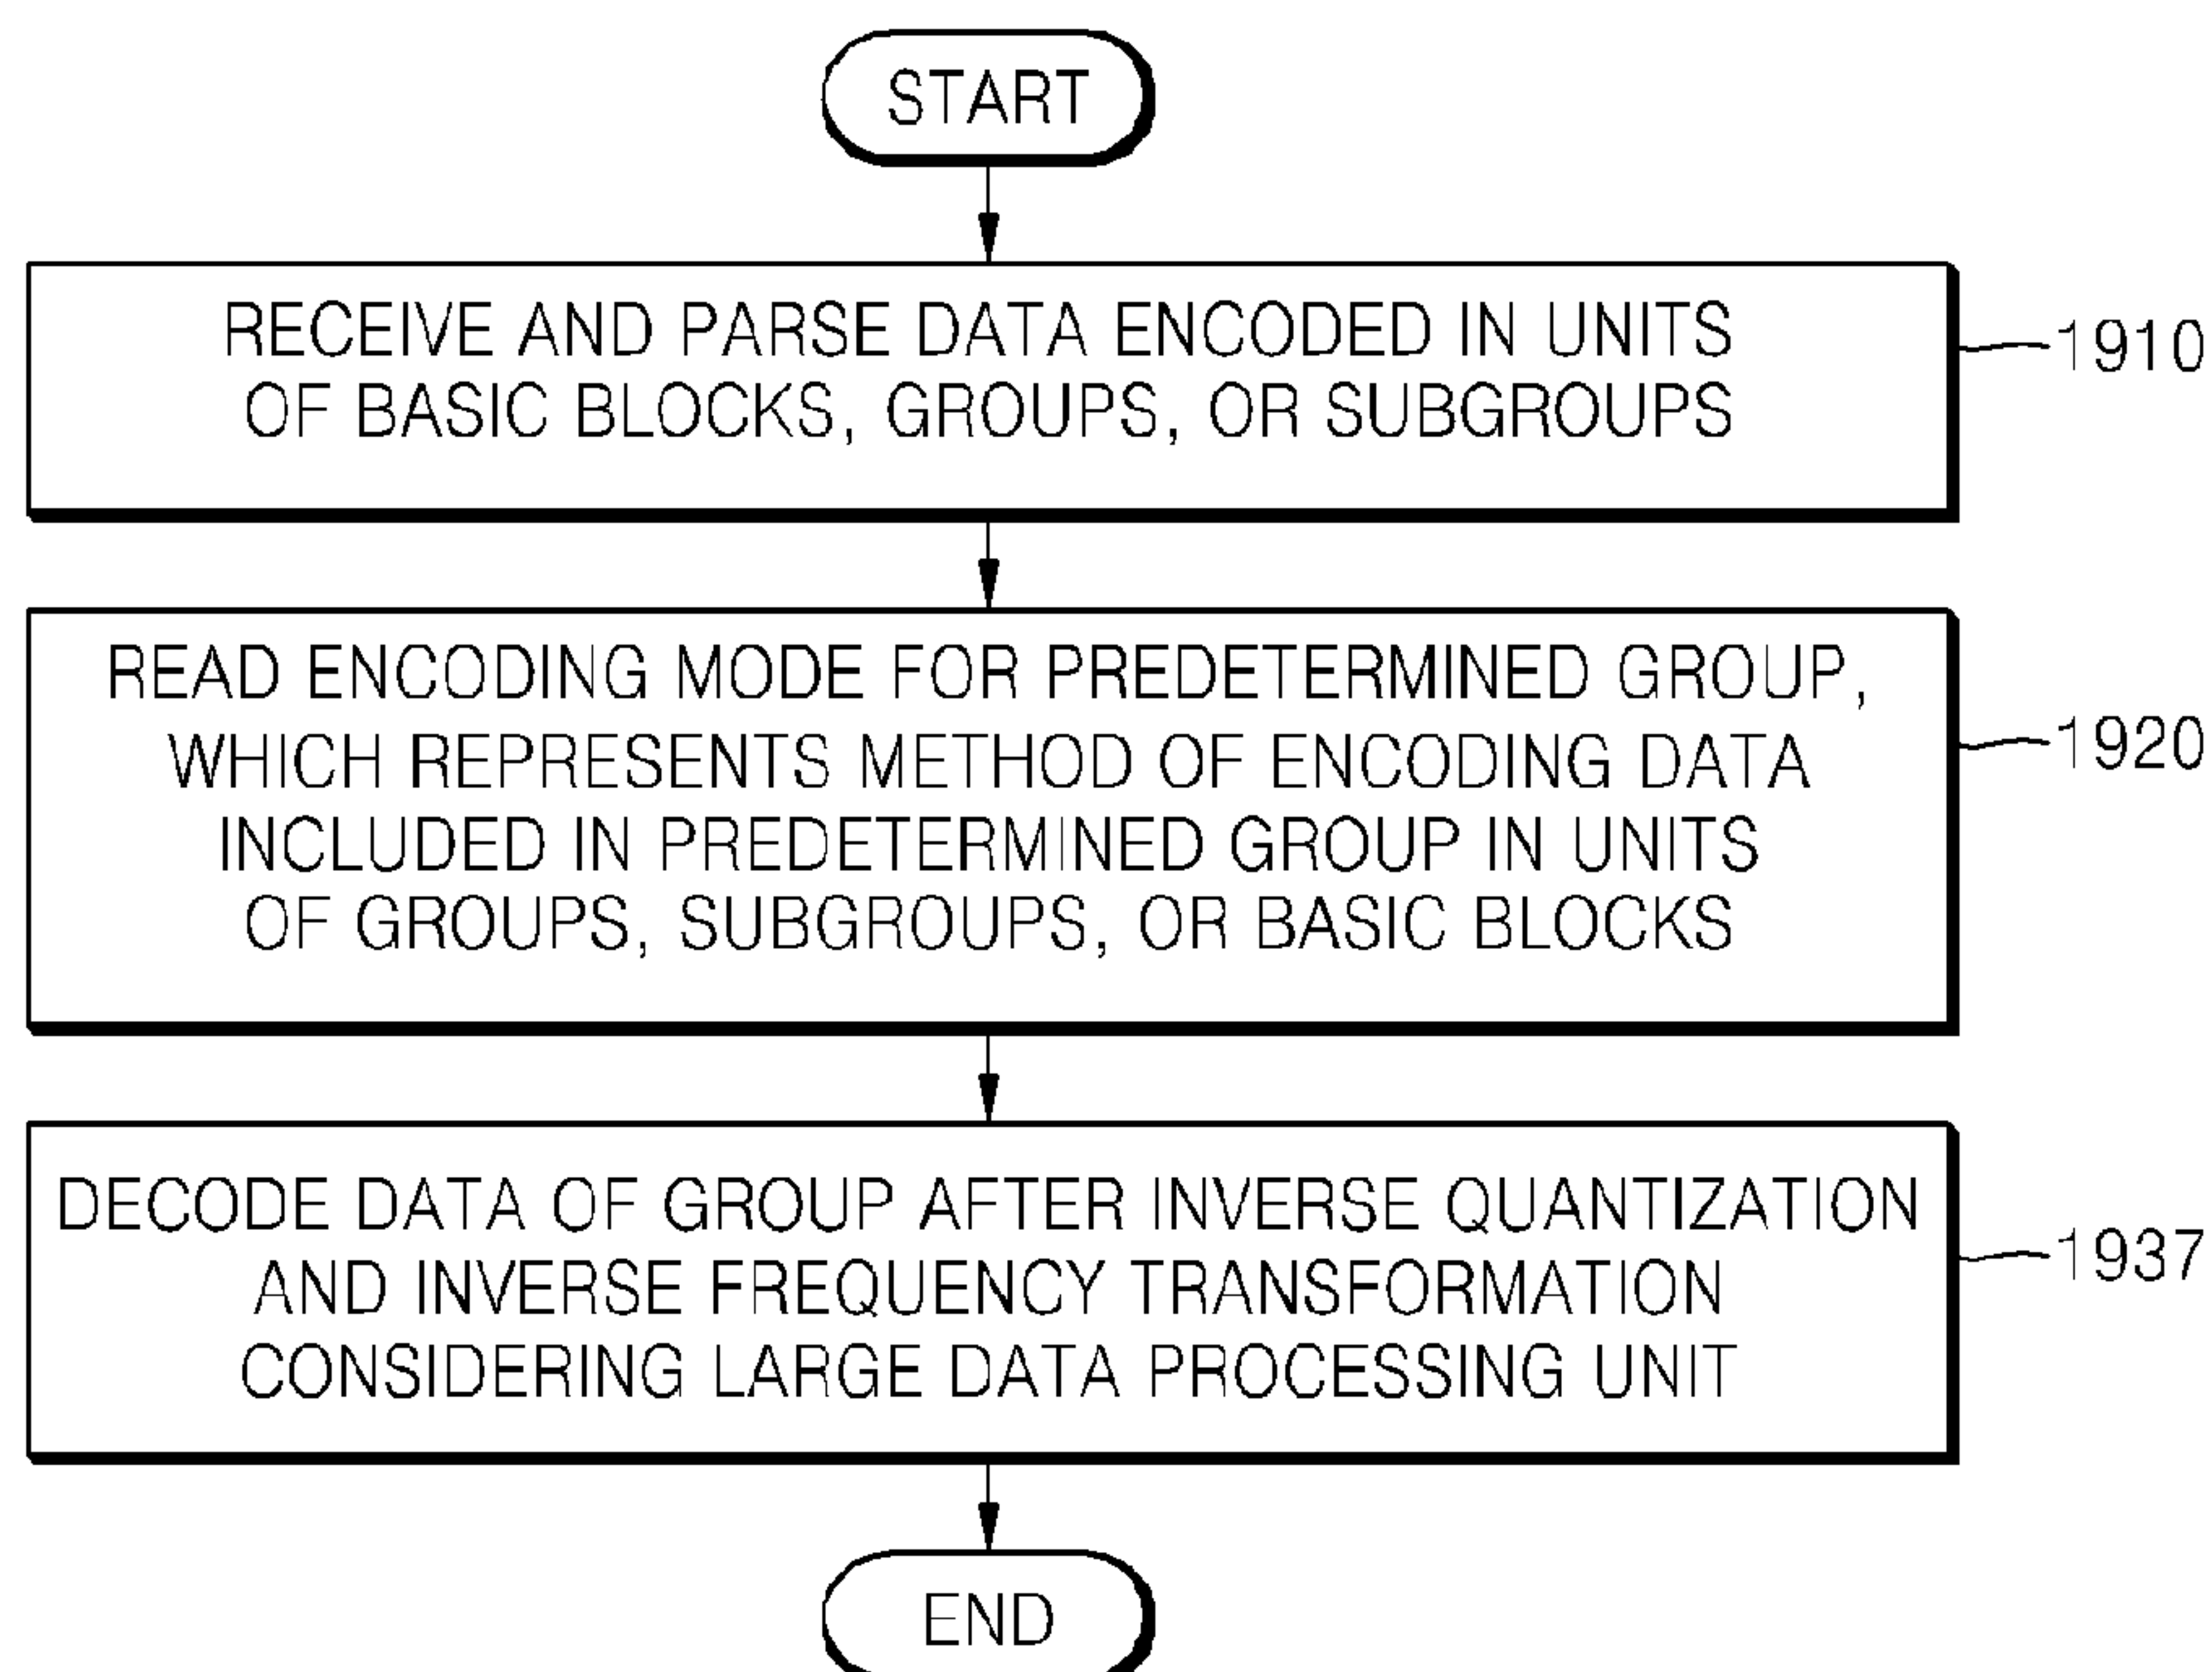 START
RECEIVE AND PARSE DATA ENCODED IN UNITS
OF BASIC BLOCKS, GROUPS, OR SUBGROUPS
1910
READ ENCODING MODE FOR PREDETERMINED GROUP,
WHICH REPRESENTS METHOD OF ENCODING DATA
INCLUDED IN PREDETERMINED GROUP IN UNITS
OF GROUPS, SUBGROUPS, OR BASIC BLOCKS
1920
DECODE DATA OF GROUP AFTER INVERSE QUANTIZATION
AND INVERSE FREQUENCY TRANSFORMATION
CONSIDERING LARGE DATA PROCESSING UNIT
1937
END